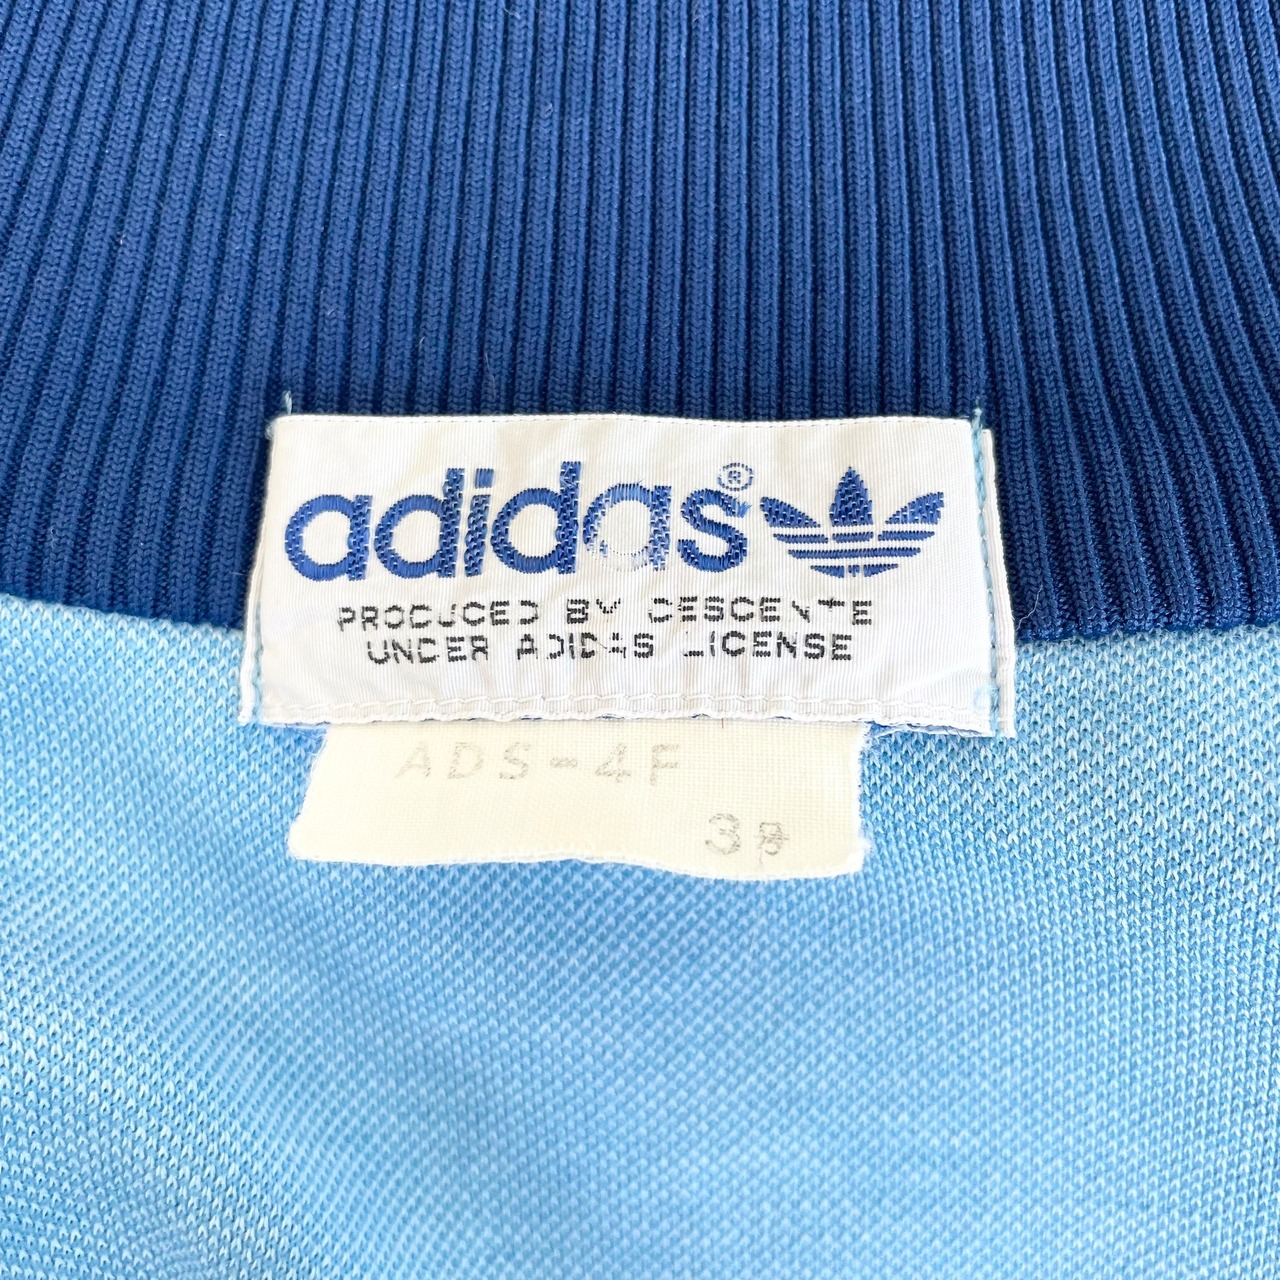 adidas®
PRODUCED BY DESCENTE
UNDER ADIDAS LICENSE
ADS-4F